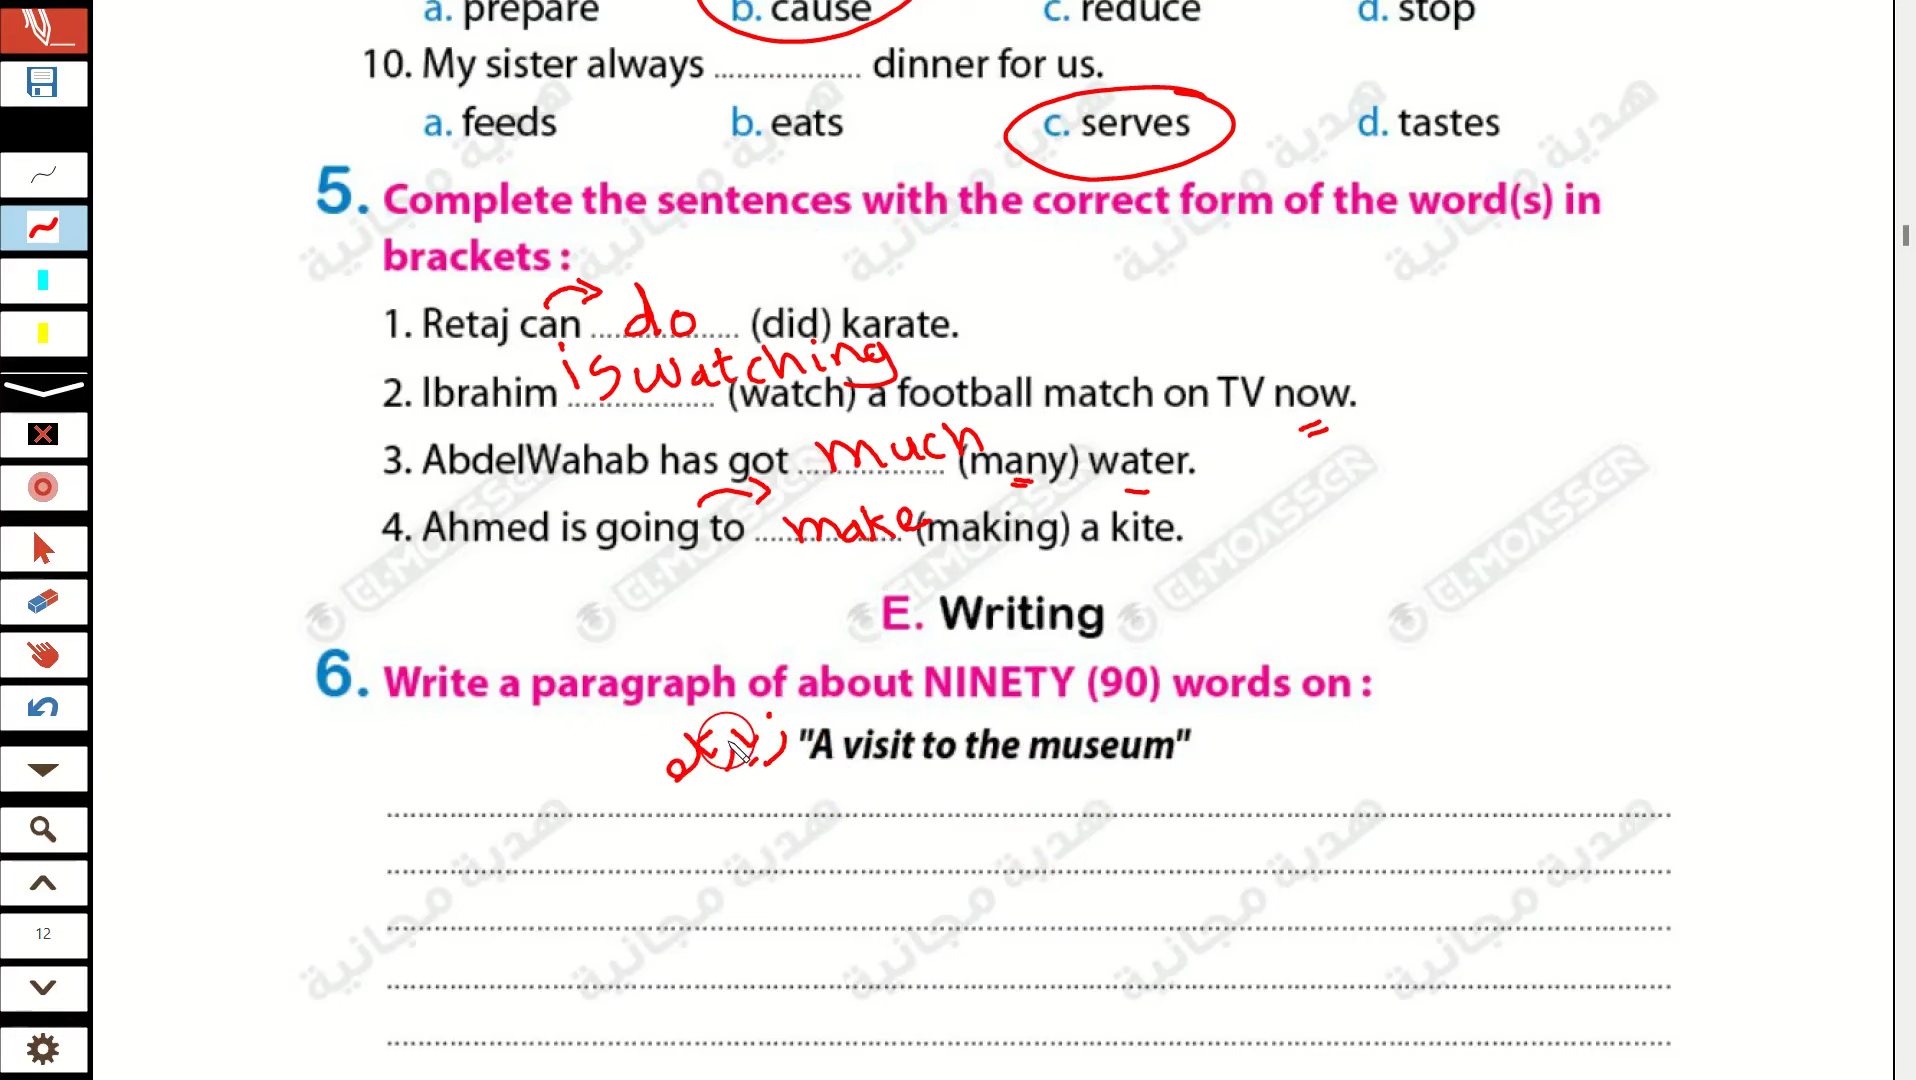 a. prepare b. cause c. reduce d. stop
10. My sister always ................... dinner for us.
a. feeds b. eats c. serves d. tastes
5. Complete the sentences with the correct form of the word(s) in
brackets :
1. Retaj can ... do ... (did) karate.
is watching
2. Ibrahim ................... (watch) a football match on TV now.
3. AbdelWahab has got ... much ... (many) water.
4. Ahmed is going to ... make ... (making) a kite.
E. Writing
6. Write a paragraph of about NINETY (90) words on :
"A visit to the museum"
هدية مجانية
ELMOASSER
12